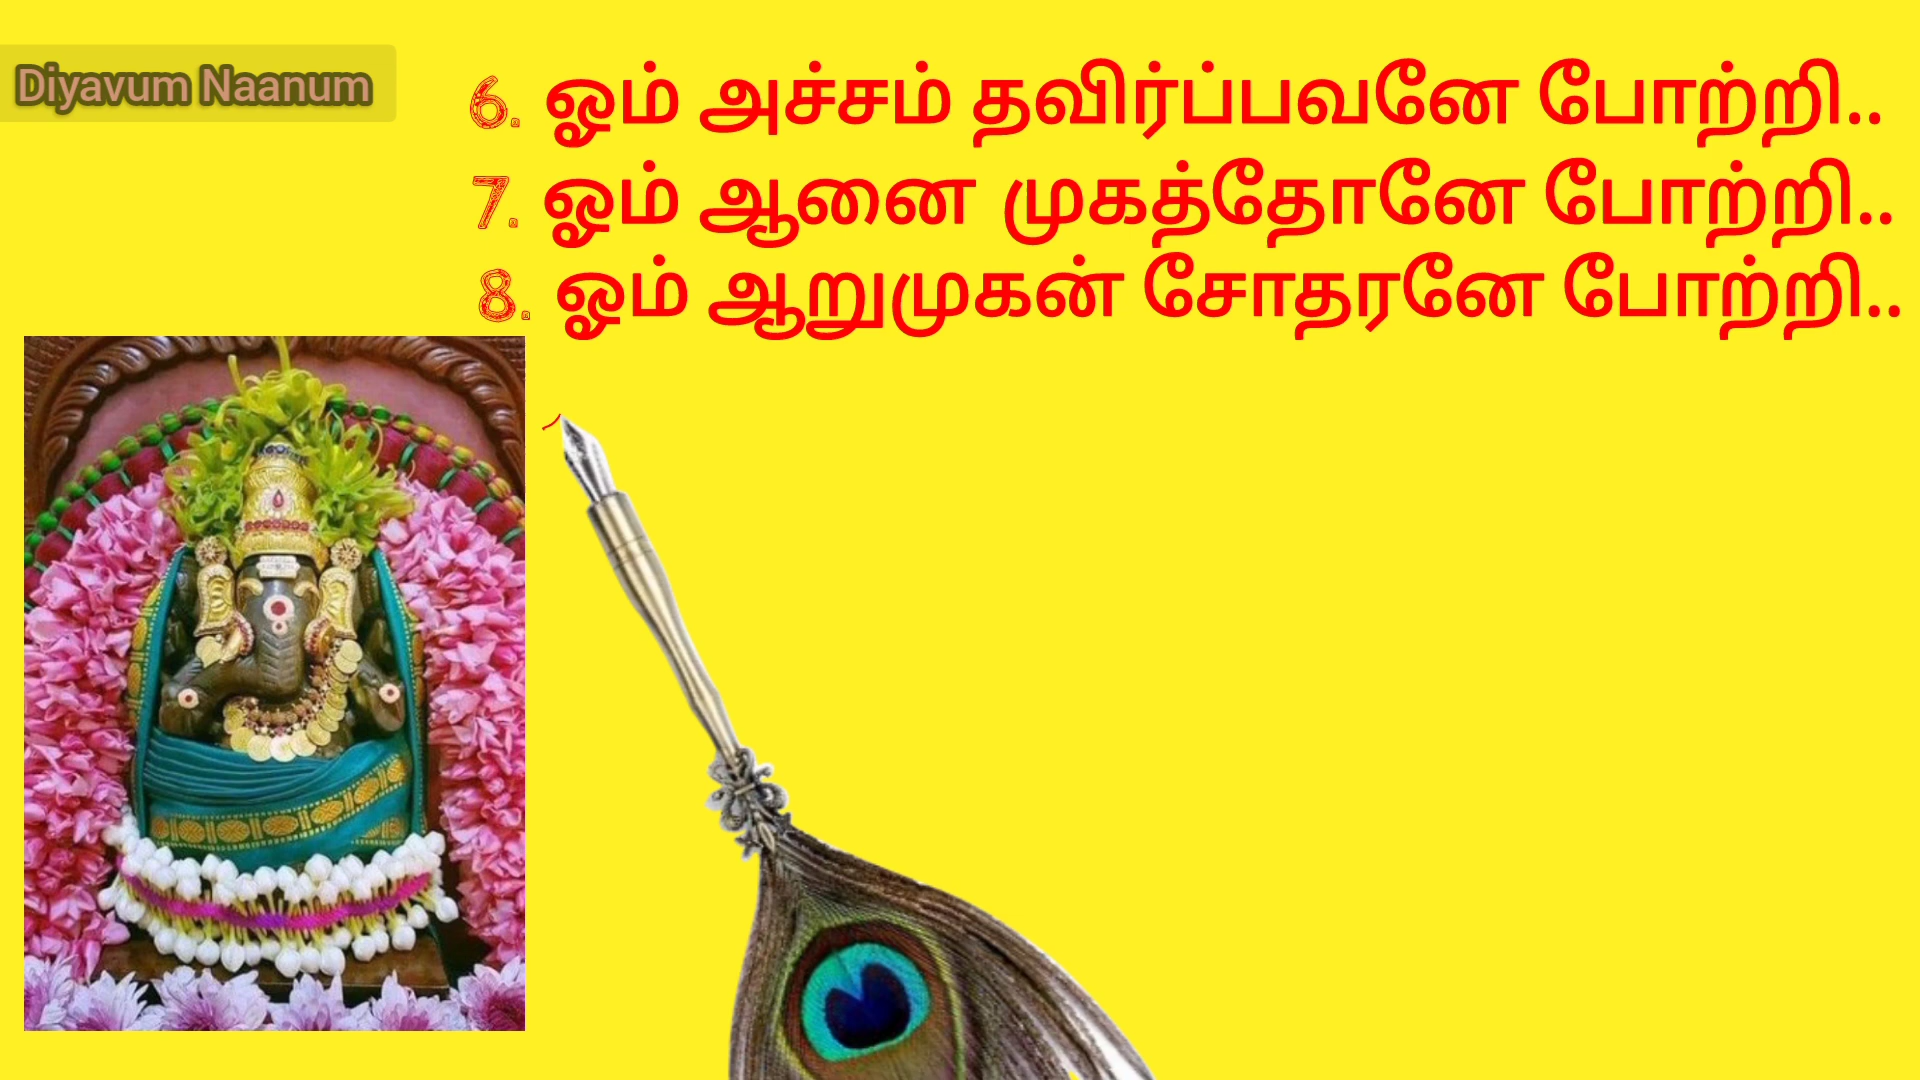 Diyavum Naanum
6. ஓம் அச்சம் தவிர்ப்பவனே போற்றி..
7. ஓம் ஆனை முகத்தோனே போற்றி..
8. ஓம் ஆறுமுகன் சோதரனே போற்றி..